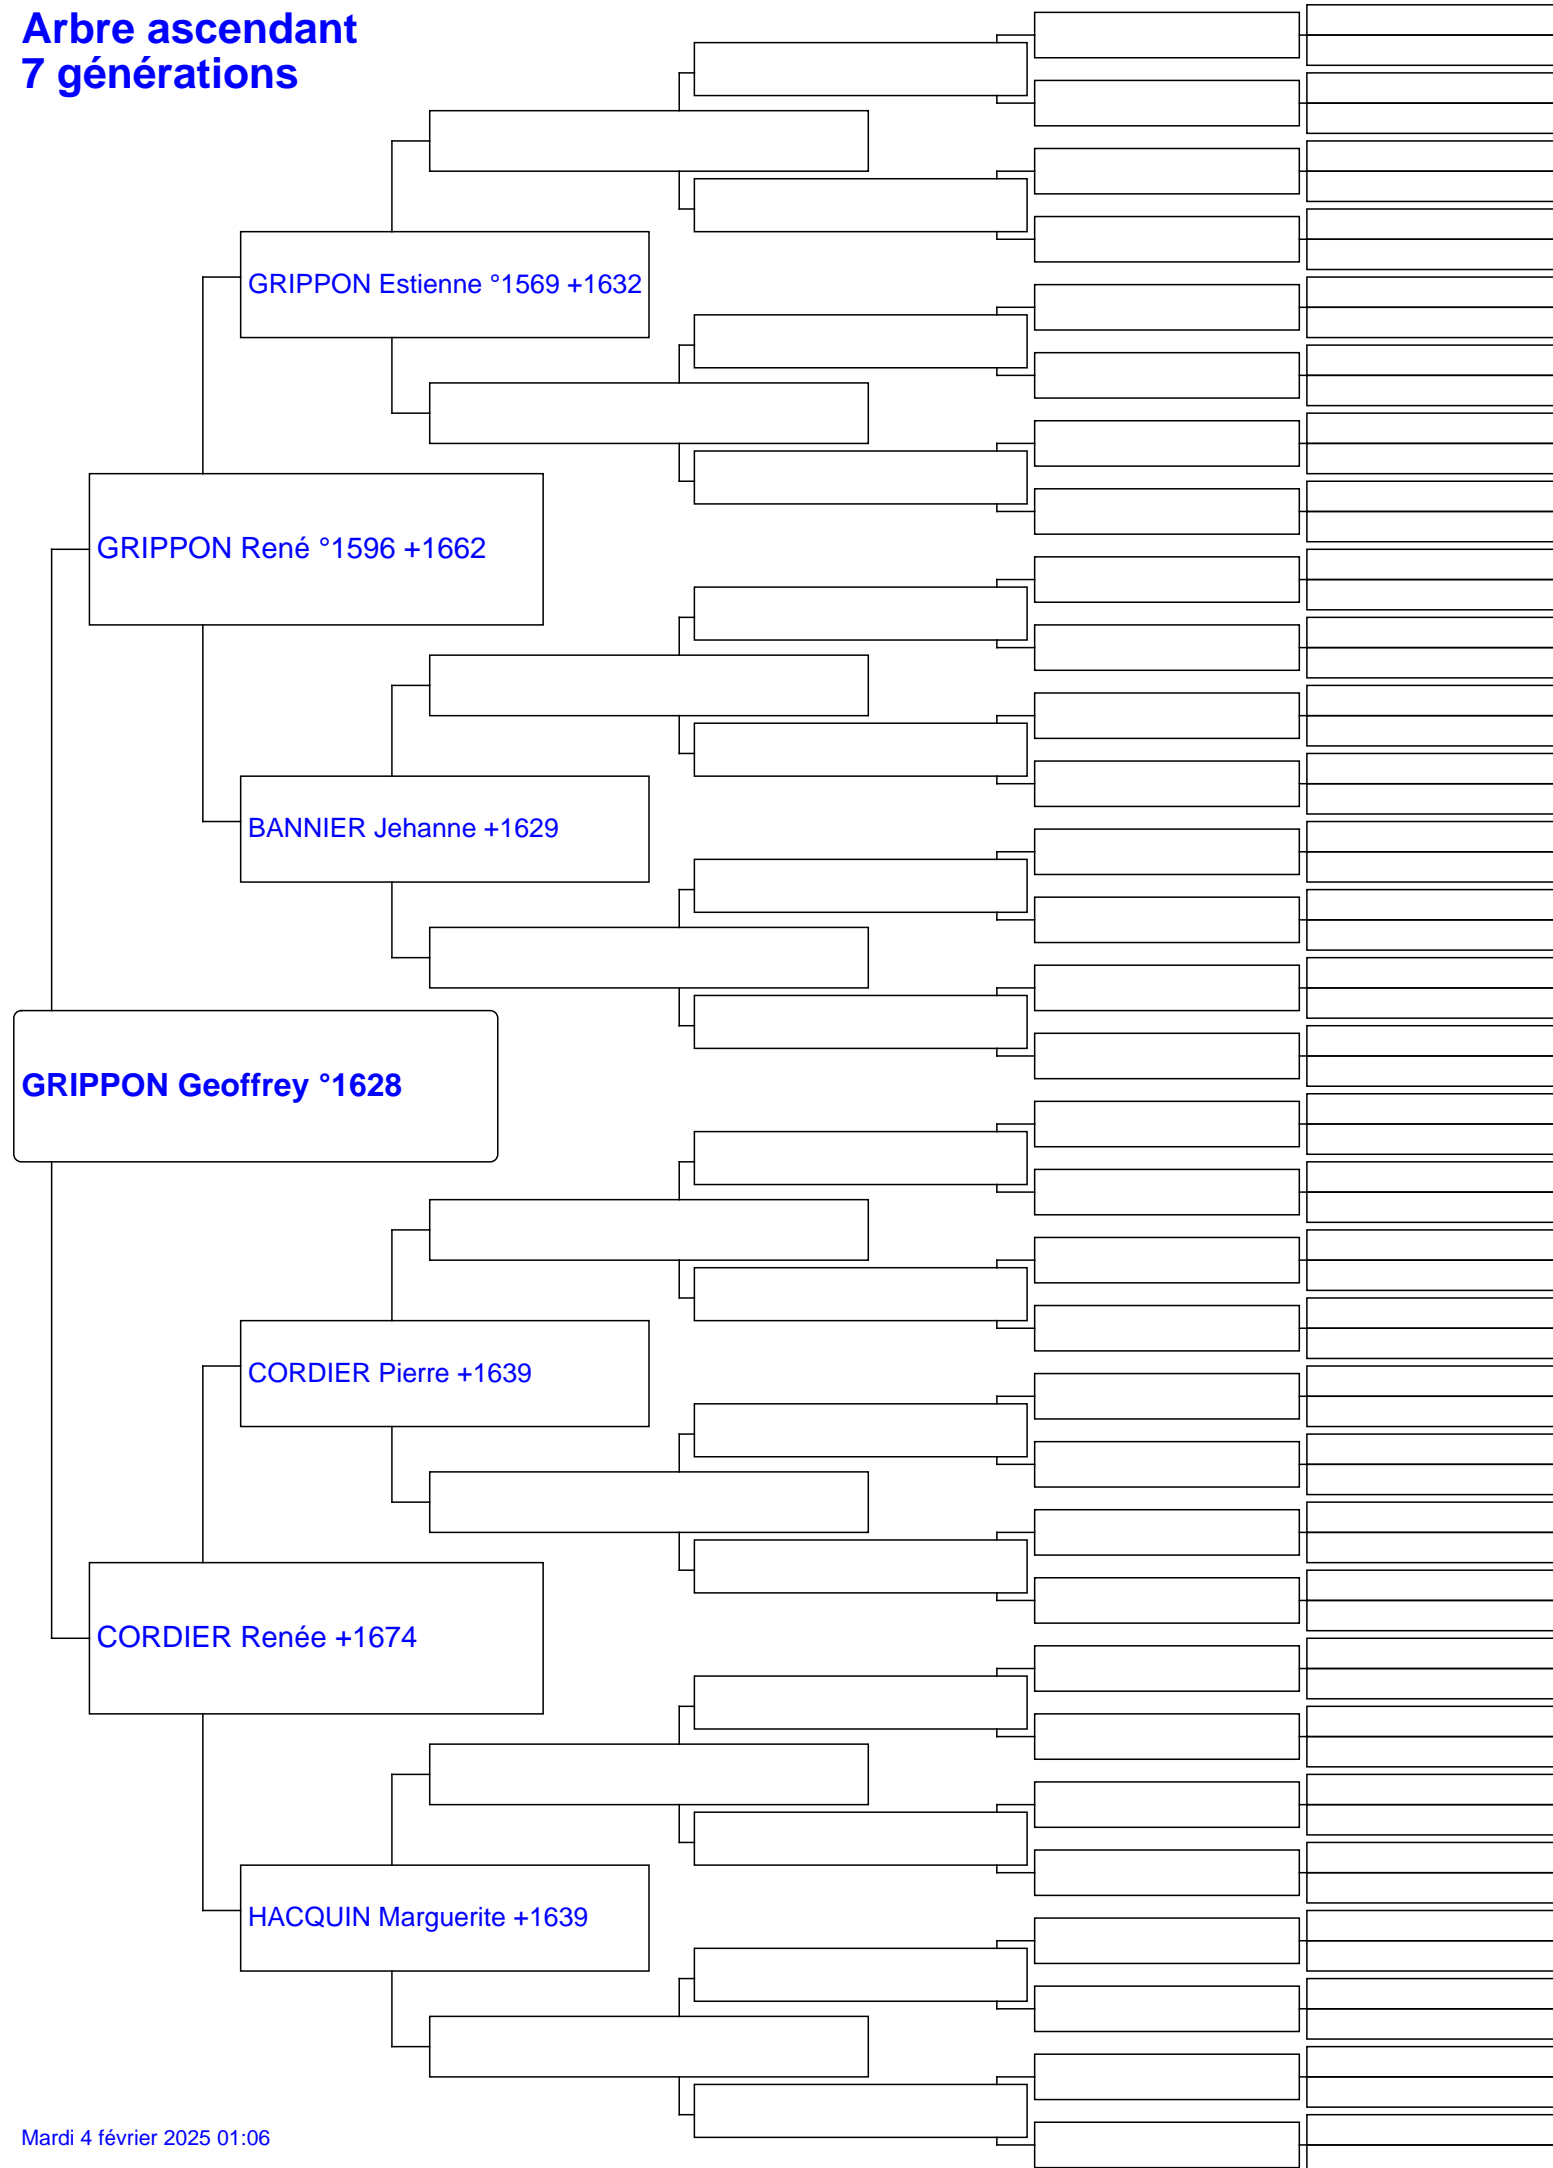 Arbre ascendant
7 générations
GRIPPON Estienne °1569 +1632
GRIPPON René °1596 +1662
BANNIER Jehanne +1629
GRIPPON Geoffrey °1628
CORDIER Pierre +1639
CORDIER Renée +1674
HACQUIN Marguerite +1639
Mardi 4 février 2025 01:06